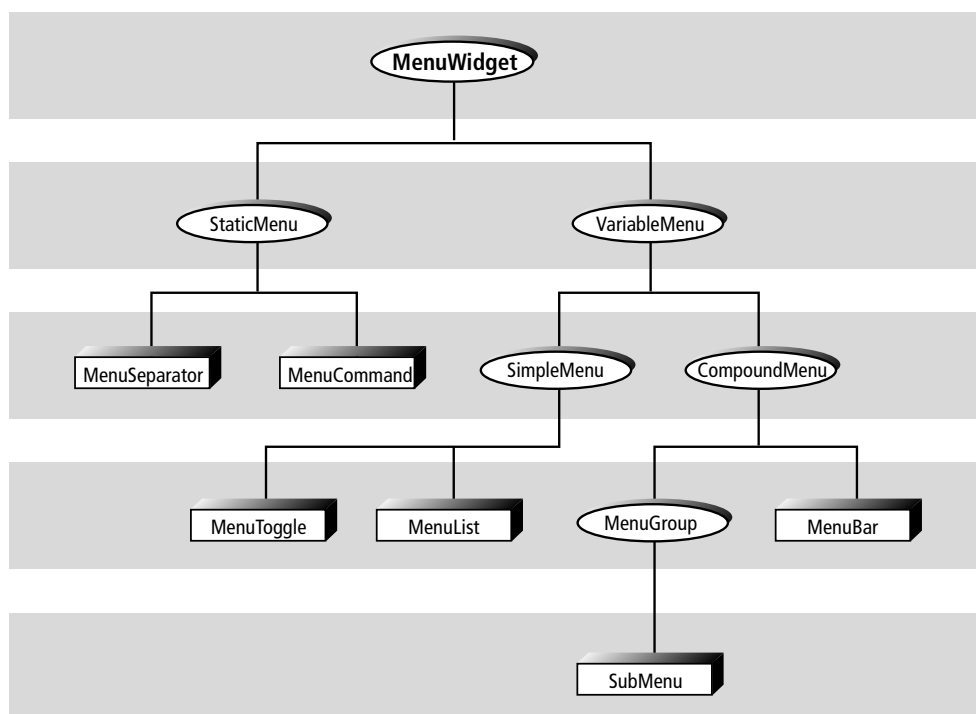 MenuWidget
StaticMenu
VariableMenu
MenuSeparator
MenuCommand
SimpleMenu
CompoundMenu
MenuToggle
MenuList
MenuGroup
MenuBar
SubMenu